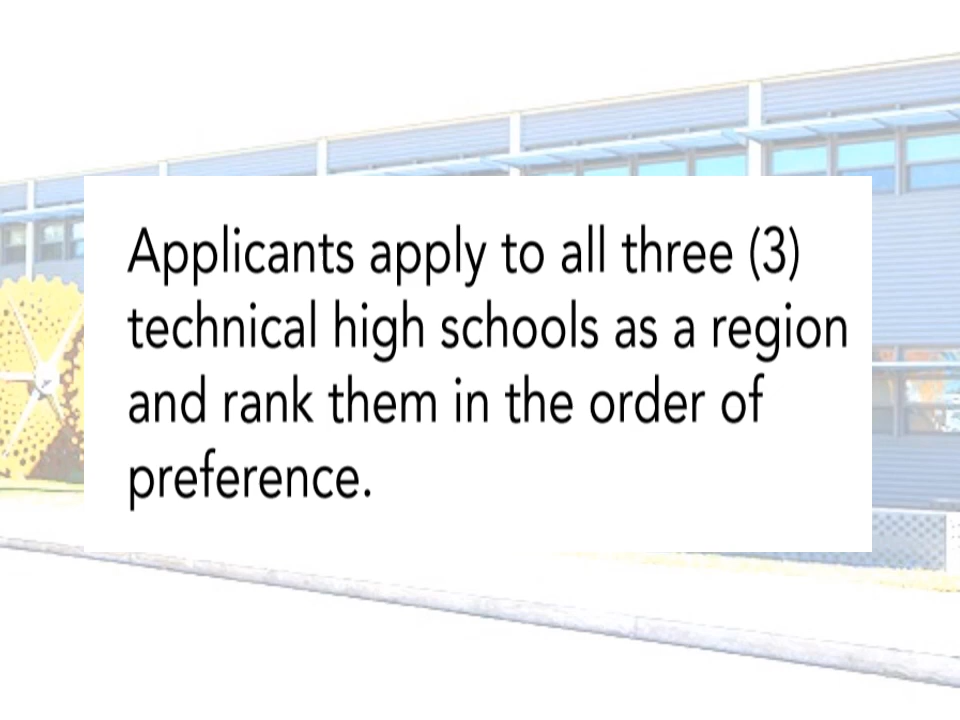 Applicants apply to all three (3)
technical high schools as a region
and rank them in the order of
preference.